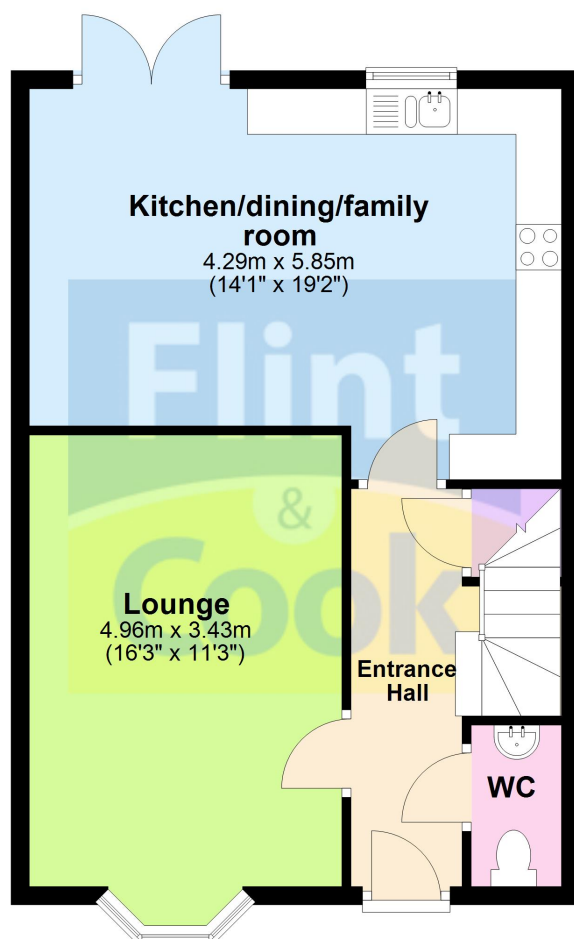 Kitchen/dining/family
room
4.29m x 5.85m
(14'1" x 19'2")
Flint
&
Cook
Lounge
4.96m x 3.43m
(16'3" x 11'3")
Entrance
Hall
WC